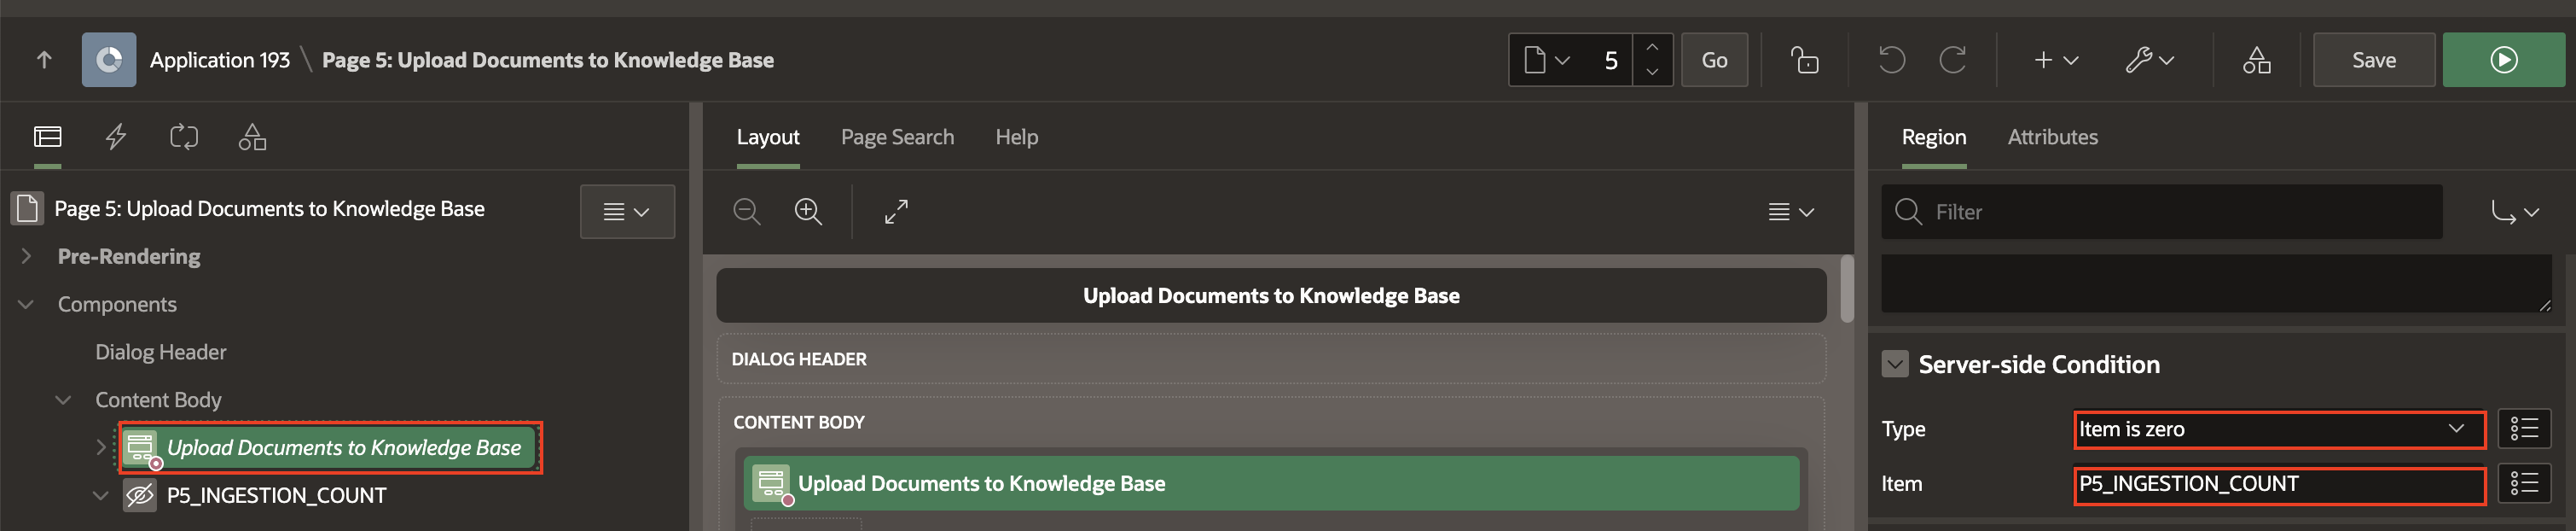 Application 193 \ Page 5: Upload Documents to Knowledge Base
5
Go
Save
Page 5: Upload Documents to Knowledge Base
Pre-Rendering
Components
Dialog Header
Content Body
Upload Documents to Knowledge Base
P5_INGESTION_COUNT
Layout Page Search Help
Upload Documents to Knowledge Base
DIALOG HEADER
CONTENT BODY
Upload Documents to Knowledge Base
Region Attributes
Filter
Server-side Condition
Type Item is zero
Item P5_INGESTION_COUNT